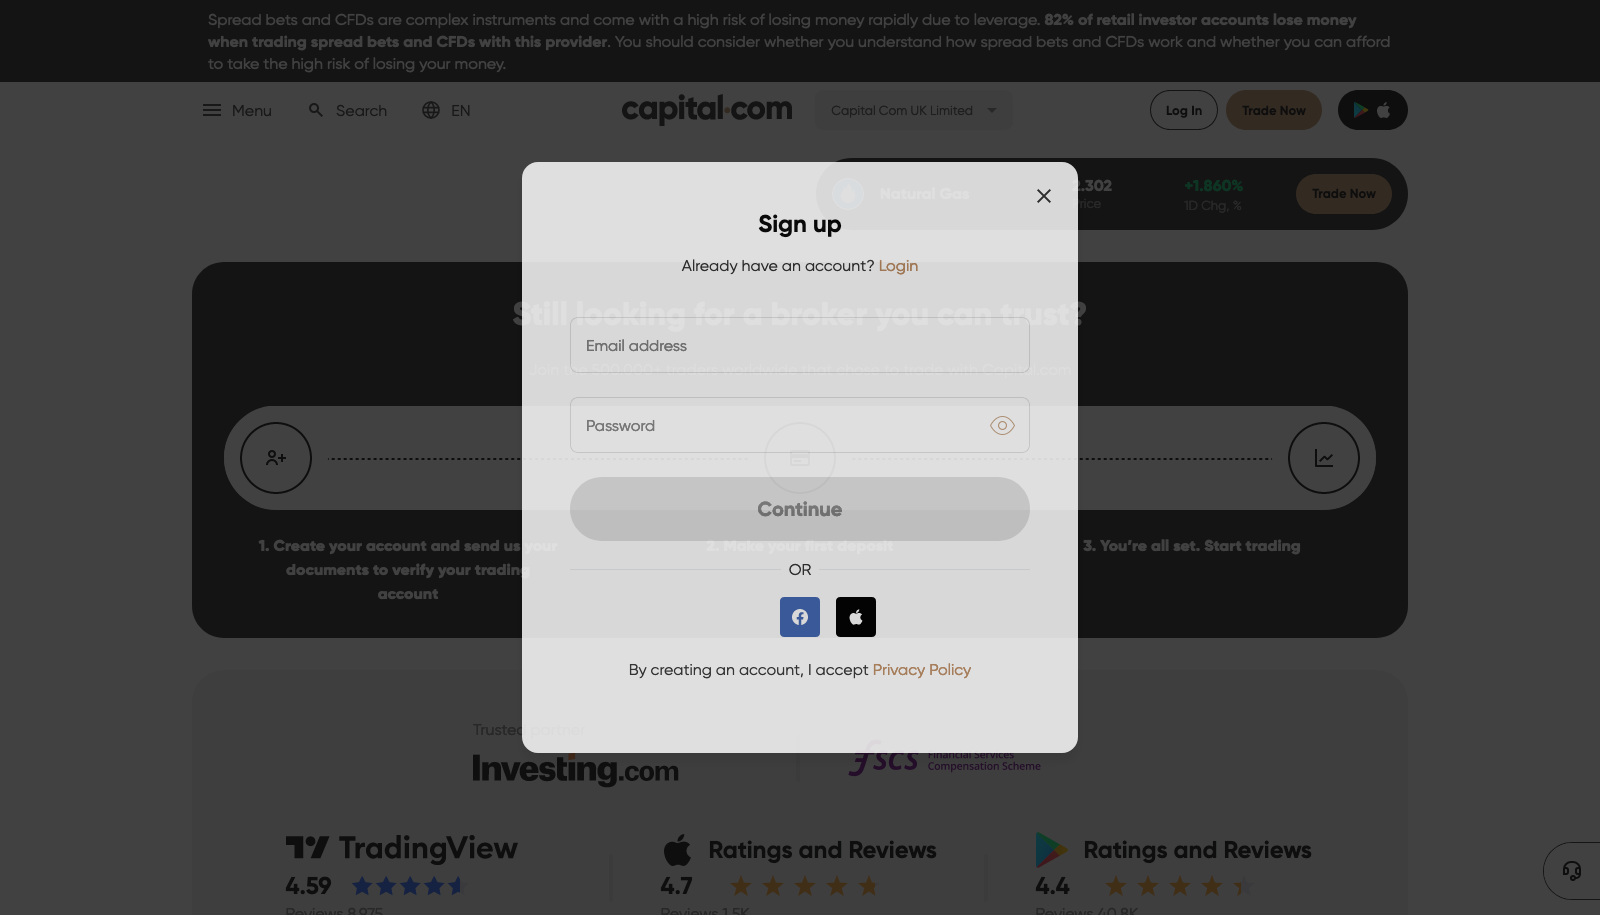 Spread bets and CFDs are complex instruments and come with a high risk of losing money rapidly due to leverage. 82% of retail investor accounts lose money
when trading spread bets and CFDs with this provider. You should consider whether you understand how spread bets and CFDs work and whether you can afford
to take the high risk of losing your money.
Menu
Search
EN
capital.com
Capital Com UK Limited
Log In
Trade Now
Natural Gas
2.302
Price
+1.860%
1D Chg, %
Trade Now
Sign up
Already have an account? Login
Still looking for a broker you can trust?
Email address
Password
Continue
1. Create your account and send us your
documents to verify your trading
account
2. Make your first deposit
3. You're all set. Start trading
OR
By creating an account, I accept Privacy Policy
Trusted partner
Investing.com
fscs
Financial Services
Compensation Scheme
TradingView
4.59
Reviews 8,975
Ratings and Reviews
4.7
Reviews 1.5K
Ratings and Reviews
4.4
Reviews 40.8K